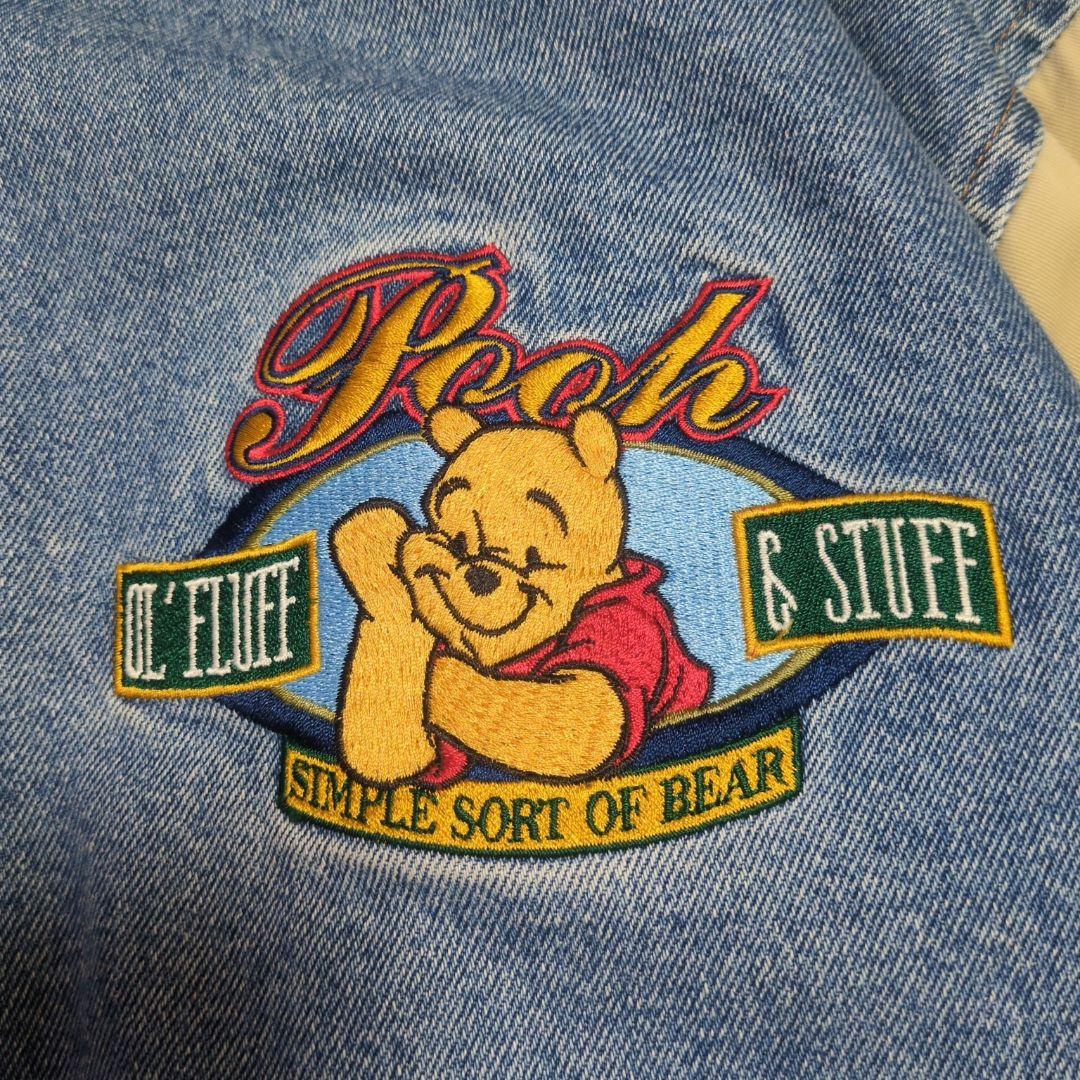 Pooh
OL' FLUFF
& STUFF
SIMPLE SORT OF BEAR